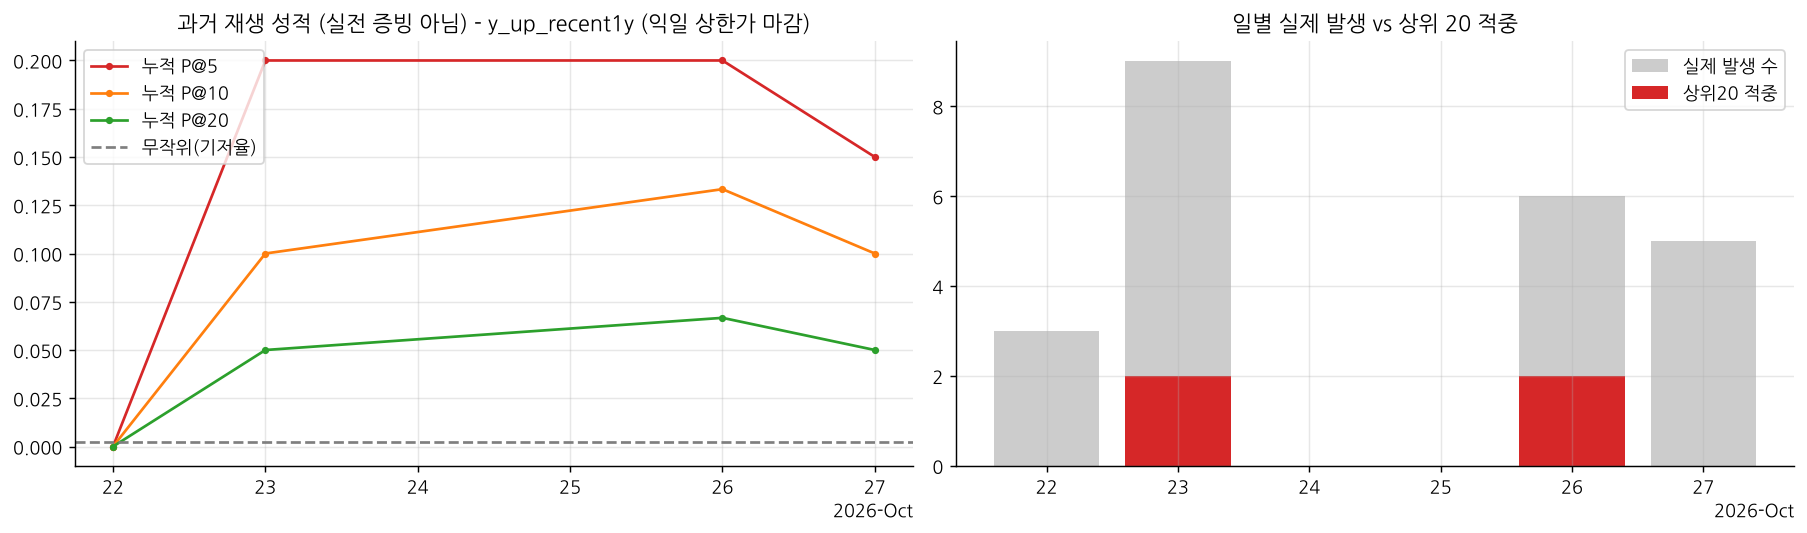 과거 재생 성적 (실전 증빙 아님) - y_up_recent1y (익일 상한가 마감)
0.200
0.175
0.150
0.125
0.100
0.075
0.050
0.025
0.000
누적 P@5
누적 P@10
누적 P@20
무작위(기저율)
22 23 24 25 26 27
2026-Oct
일별 실제 발생 vs 상위 20 적중
8
6
4
2
0
실제 발생 수
상위20 적중
22 23 24 25 26 27
2026-Oct